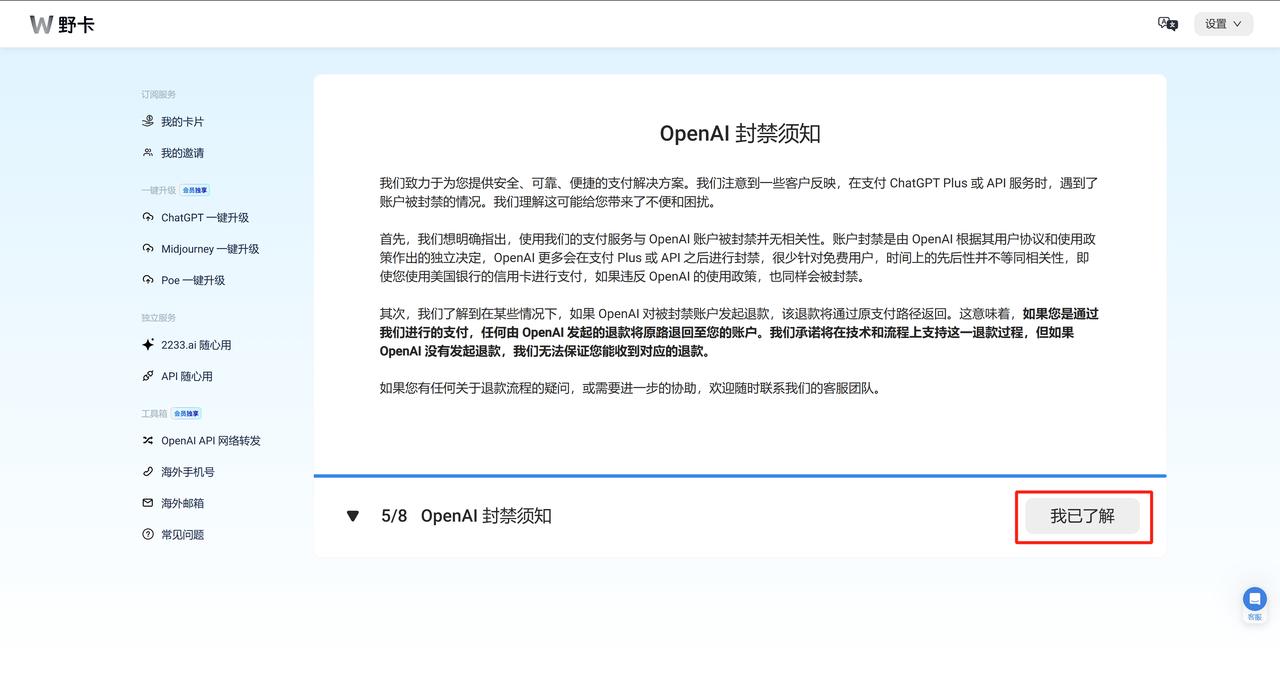 W 野卡
设置
订阅服务
我的卡片
我的邀请
一键升级 会员独享
ChatGPT 一键升级
Midjourney 一键升级
Poe 一键升级
独立服务
2233.ai 随心用
API 随心用
工具箱 会员独享
OpenAI API 网络转发
海外手机号
海外邮箱
常见问题
OpenAI 封禁须知
我们致力于为您提供安全、可靠、便捷的支付解决方案。我们注意到一些客户反映，在支付 ChatGPT Plus 或 API 服务时，遇到了
账户被封禁的情况。我们理解这可能给您带来了不便和困扰。
首先，我们想明确指出，使用我们的支付服务与 OpenAI 账户被封禁并无相关性。账户封禁是由 OpenAI 根据其用户协议和使用政
策作出的独立决定，OpenAI 更多会在支付 Plus 或 API 之后进行封禁，很少针对免费用户，时间上的先后性并不等同相关性，即
使您使用美国银行的信用卡进行支付，如果违反 OpenAI 的使用政策，也同样会被封禁。
其次，我们了解到在某些情况下，如果 OpenAI 对被封禁账户发起退款，该退款将通过原支付路径返回。这意味着，如果您是通过
我们进行的支付，任何由 OpenAI 发起的退款将原路退回至您的账户。我们承诺将在技术和流程上支持这一退款过程，但如果
OpenAI 没有发起退款，我们无法保证您能收到对应的退款。
如果您有任何关于退款流程的疑问，或需要进一步的协助，欢迎随时联系我们的客服团队。
5/8 OpenAI 封禁须知
我已了解
客服